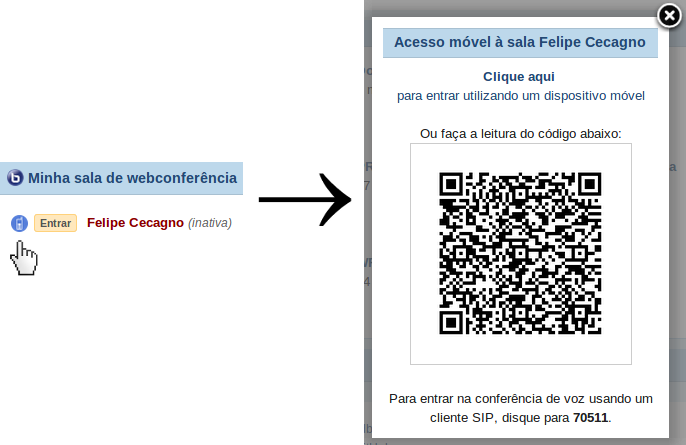 Minha sala de webconferência
Entrar Felipe Cecagno (inativa)
Acesso móvel à sala Felipe Cecagno
Clique aqui
para entrar utilizando um dispositivo móvel
Ou faça a leitura do código abaixo:
Para entrar na conferência de voz usando um
cliente SIP, disque para 70511.